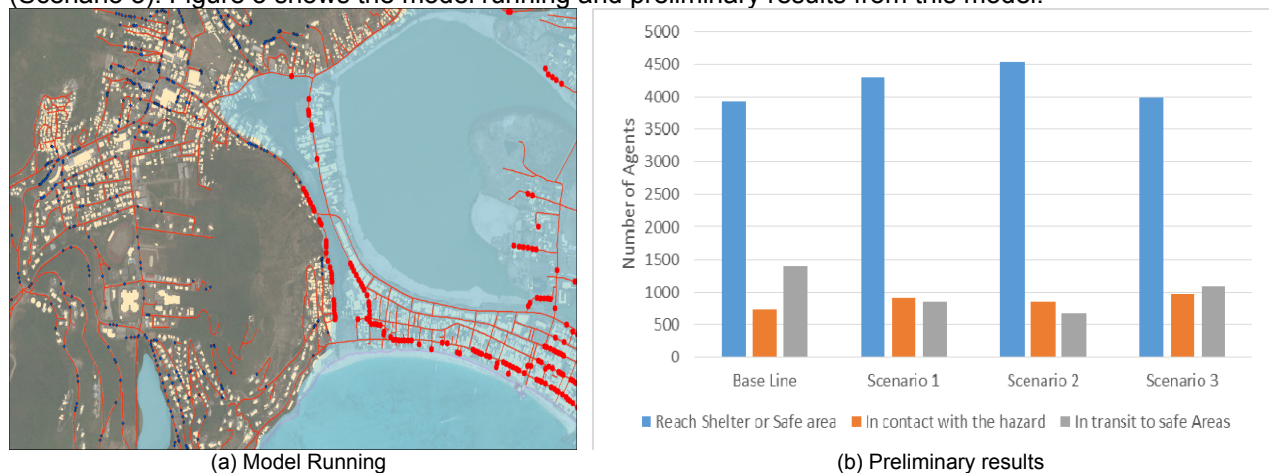 (Scenario 3). Figure 3 shows the model running and preliminary results from this model.
5000
4500
4000
3500
3000
2500
2000
1500
1000
500
0
Number of Agents
Base Line Scenario 1 Scenario 2 Scenario 3
Reach Shelter or Safe area In contact with the hazard In transit to safe Areas
(a) Model Running (b) Preliminary results